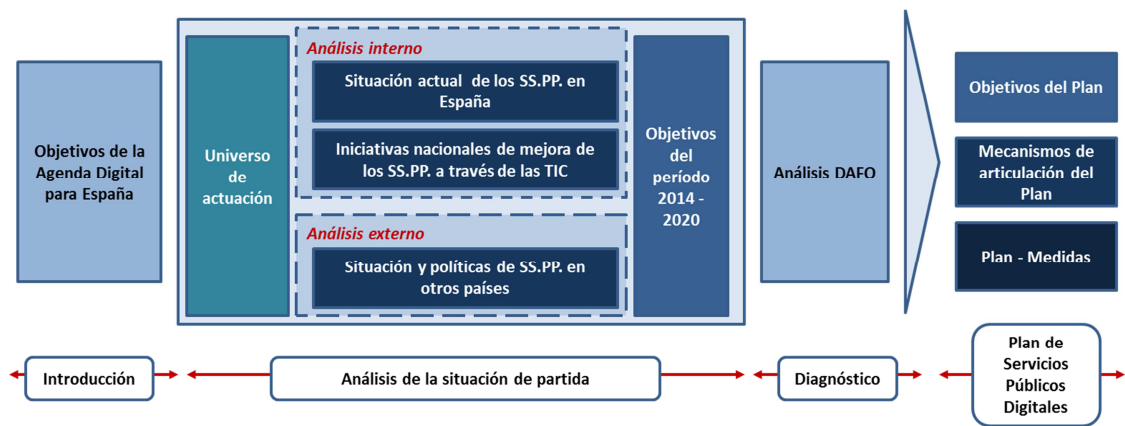 Objetivos de la
Agenda Digital
para España
Universo
de
actuación
Análisis interno
Situación actual de los SS.PP. en
España
Iniciativas nacionales de mejora de
los SS.PP. a través de las TIC
Análisis externo
Situación y políticas de SS.PP. en
otros países
Objetivos
del
período
2014 -
2020
Análisis DAFO
Objetivos del Plan
Mecanismos de
articulación del
Plan
Plan - Medidas
Introducción
Análisis de la situación de partida
Diagnóstico
Plan de
Servicios
Públicos
Digitales